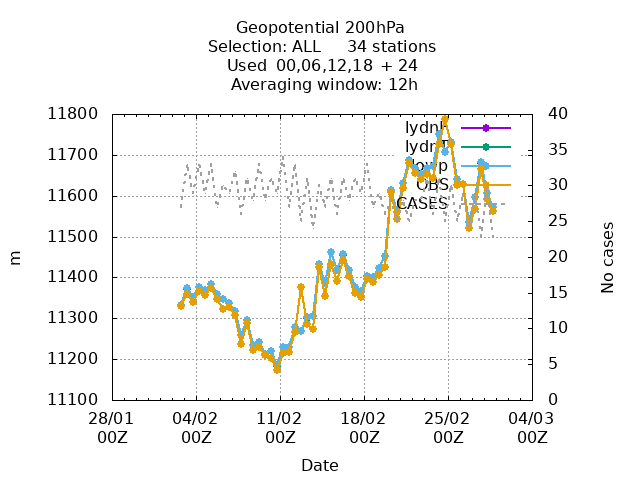 Geopotential 200hPa
Selection: ALL 34 stations
Used 00,06,12,18 + 24
Averaging window: 12h
11800
11700
11600
11500
11400
11300
11200
11100
m
40
35
30
25
20
15
10
5
0
No cases
OBS
CASES
28/01 04/02 11/02 18/02 25/02 04/03
00Z 00Z 00Z 00Z 00Z 00Z
Date